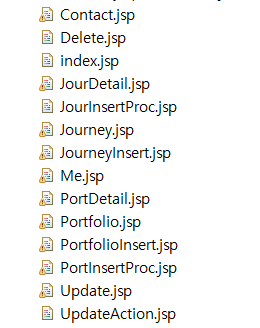 Contact.jsp
Delete.jsp
index.jsp
JourDetail.jsp
JourInsertProc.jsp
Journey.jsp
JourneyInsert.jsp
Me.jsp
PortDetail.jsp
Portfolio.jsp
PortfolioInsert.jsp
PortInsertProc.jsp
Update.jsp
UpdateAction.jsp